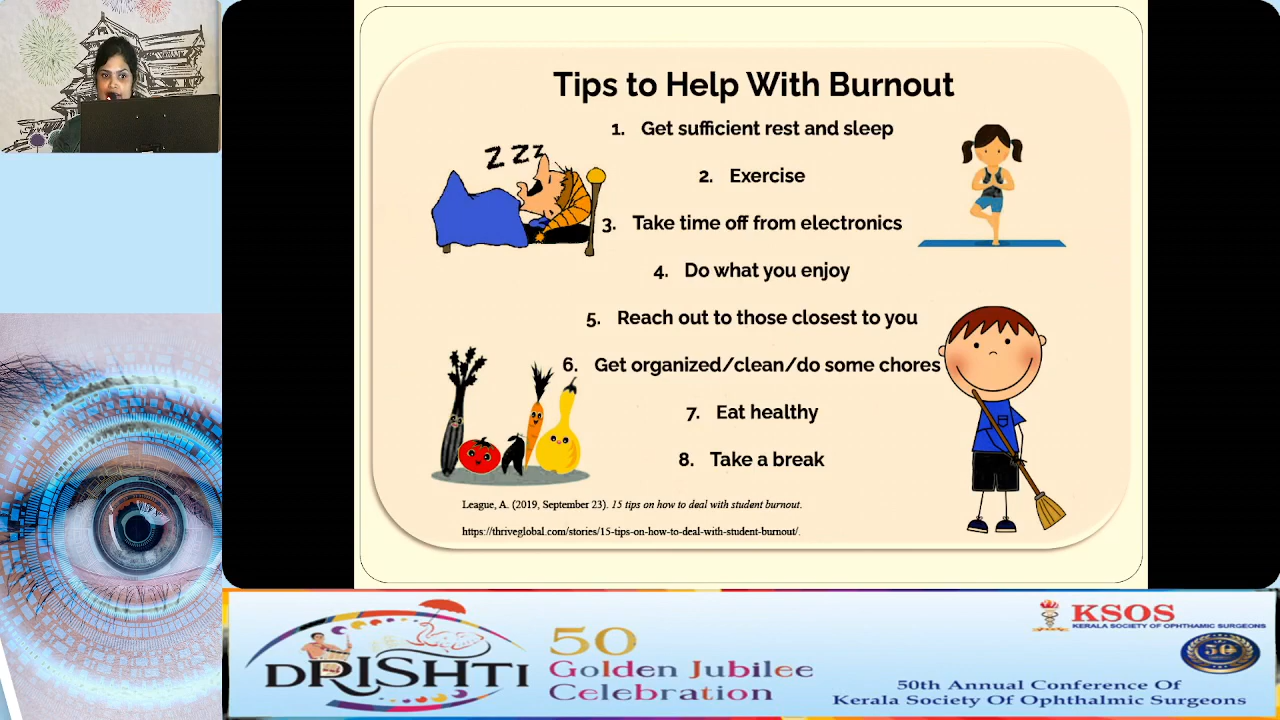 Tips to Help With Burnout
1. Get sufficient rest and sleep
2. Exercise
3. Take time off from electronics
4. Do what you enjoy
5. Reach out to those closest to you
6. Get organized/clean/do some chores
7. Eat healthy
8. Take a break
ZZZ
League, A. (2019, September 23). 15 tips on how to deal with student burnout.
https://thriveglobal.com/stories/15-tips-on-how-to-deal-with-student-burnout/.
DRISHTI
50
Golden Jubilee
Celebration
KSOS
KERALA SOCIETY OF OPHTHAMIC SURGEONS
50
50th Annual Conference Of
Kerala Society Of Ophthalmic Surgeons